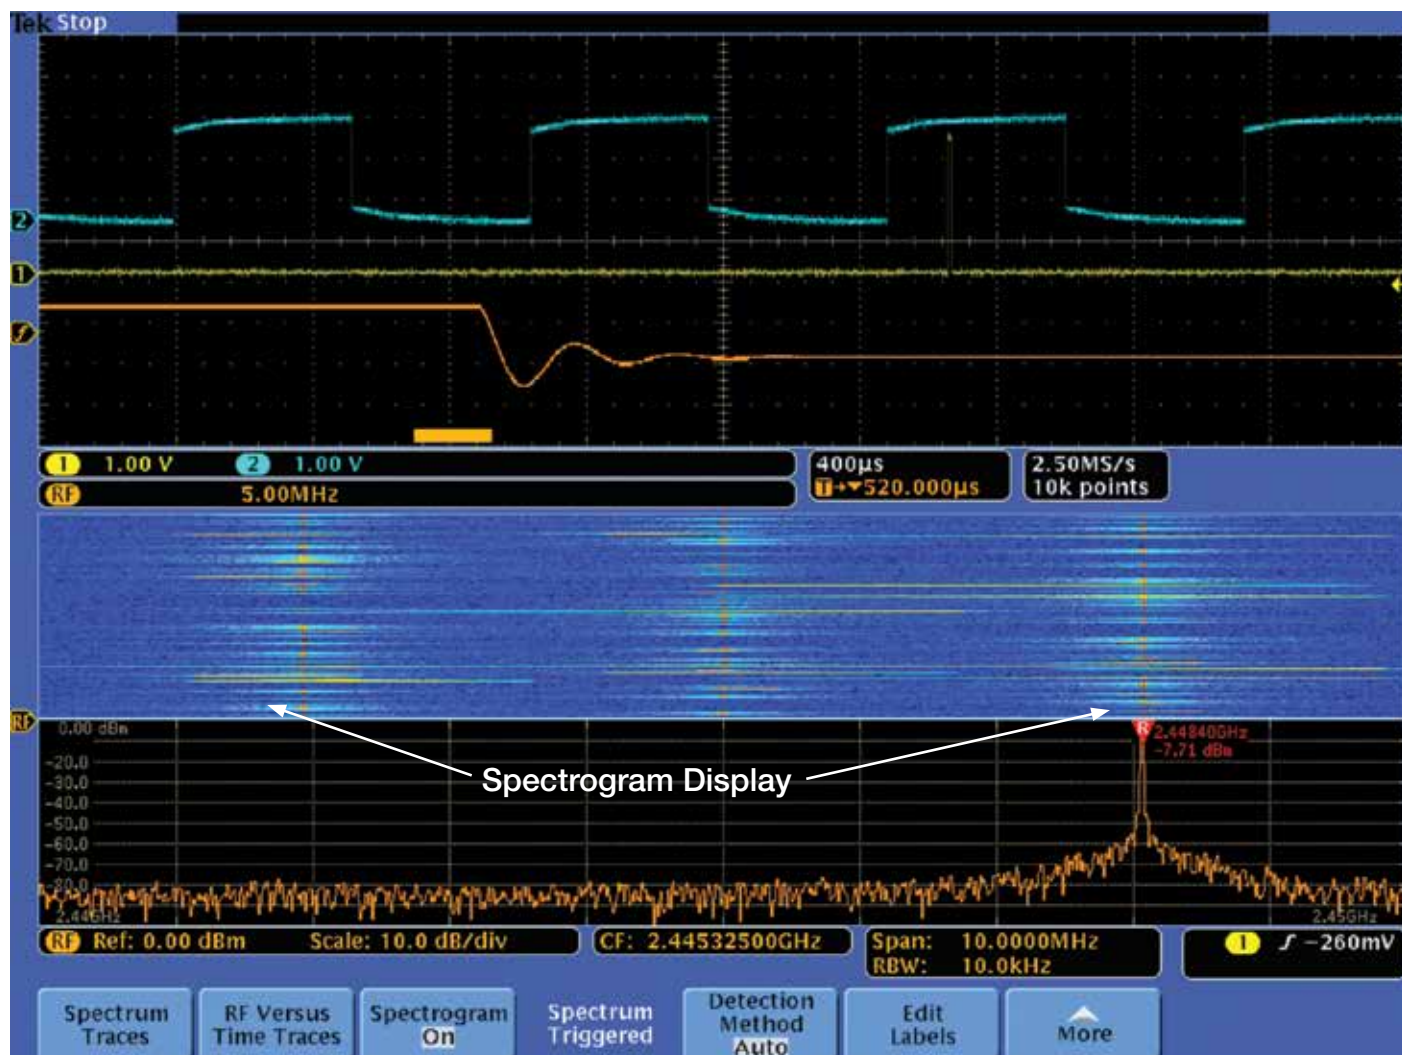 Tek Stop
2
1
f
1 1.00 V 2 1.00 V
RF 5.00MHz
400µs
T→▼520.000µs
2.50MS/s
10k points
RF
0.00 dBm
-20.0
-30.0
-40.0
-50.0
-60.0
-70.0
-80.0
R 2.44840GHz
-7.71 dBm
Spectrogram Display
2.44GHz
2.45GHz
RF Ref: 0.00 dBm Scale: 10.0 dB/div
CF: 2.44532500GHz
Span: 10.0000MHz
RBW: 10.0kHz
1 ƒ −260mV
Spectrum
Traces
RF Versus
Time Traces
Spectrogram
On
Spectrum
Triggered
Detection
Method
Auto
Edit
Labels
More